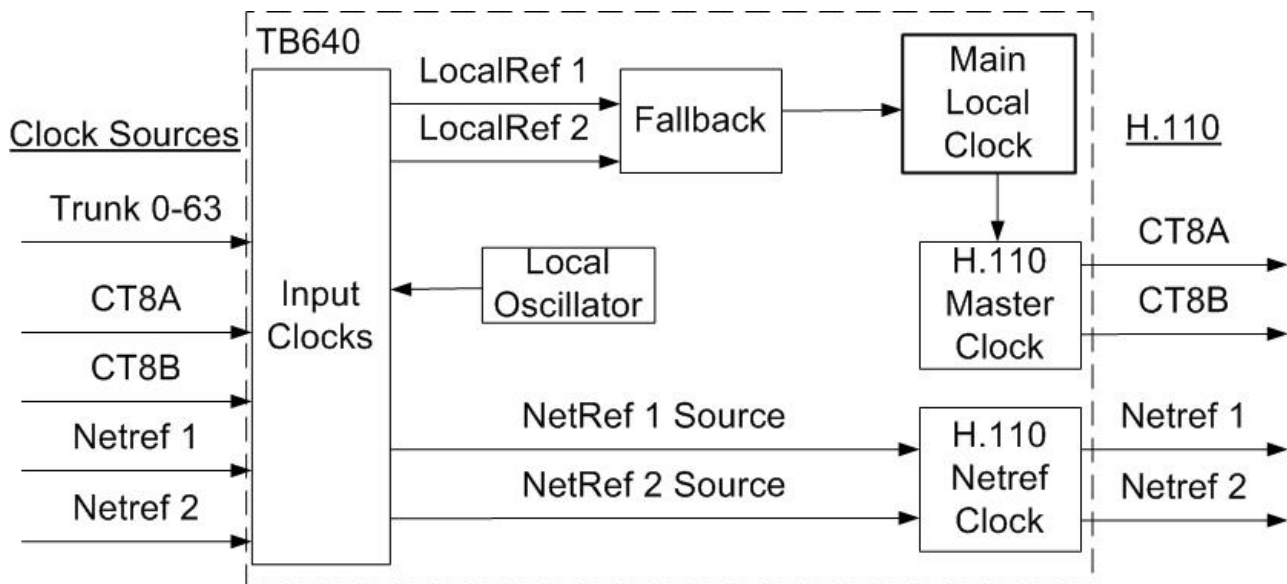 TB640
Clock Sources
Trunk 0-63
CT8A
CT8B
Netref 1
Netref 2
Input
Clocks
LocalRef 1
LocalRef 2
Fallback
Main
Local
Clock
Local
Oscillator
H.110
Master
Clock
NetRef 1 Source
NetRef 2 Source
H.110
Netref
Clock
H.110
CT8A
CT8B
Netref 1
Netref 2